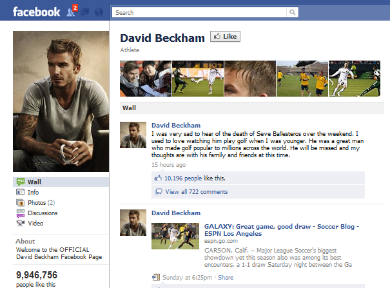 facebook
2
Search
David Beckham
Like
Athlete
Wall
David Beckham
I was very sad to hear of the death of Seve Ballesteros over the weekend. I
used to love watching him play golf when I was younger. He was a great man
who made golf popular to millions across the world. He will be missed and my
thoughts are with his family and friends at this time.
15 hours ago
10,196 people like this.
View all 722 comments
David Beckham
GALAXY: Great game, good draw - Soccer Blog -
ESPN Los Angeles
espn.go.com
CARSON, Calif. -- Major League Soccer's biggest
showdown yet this season also was among its best
encounters, a 1-1 draw Saturday night between the Ga
Sunday at 6:25pm · Share
Wall
Info
Photos (2)
Discussions
Video
About
Welcome to the OFFICIAL
David Beckham Facebook Page
9,946,756
people like this